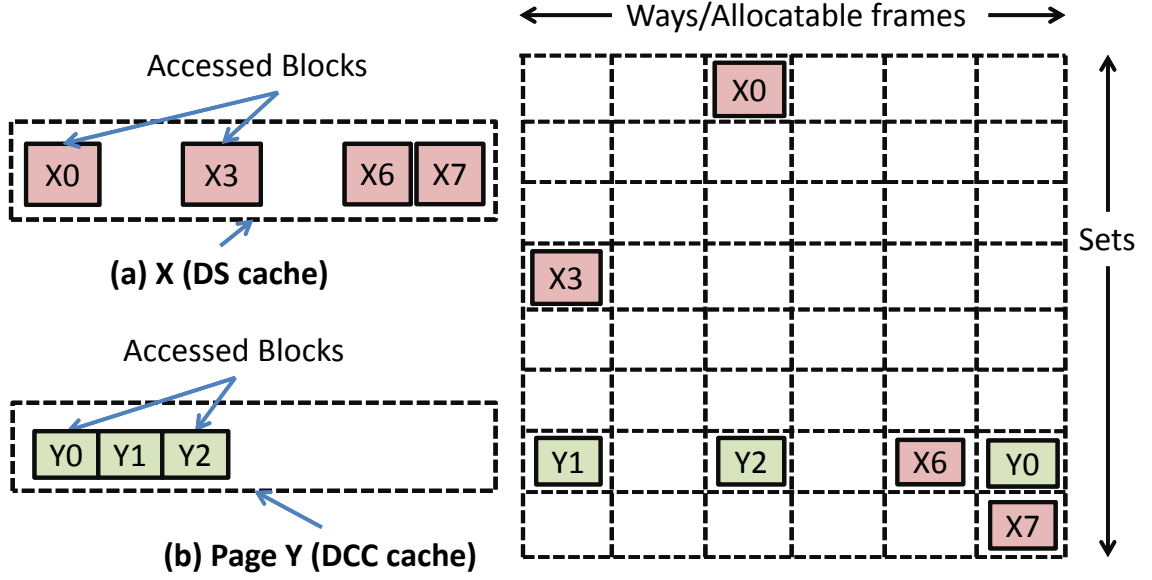 Ways/Allocatable frames
Accessed Blocks
X0
X3
X6
X7
(a) X (DS cache)
Accessed Blocks
Y0
Y1
Y2
(b) Page Y (DCC cache)
X0
X3
Y1
Y2
X6
Y0
X7
Sets